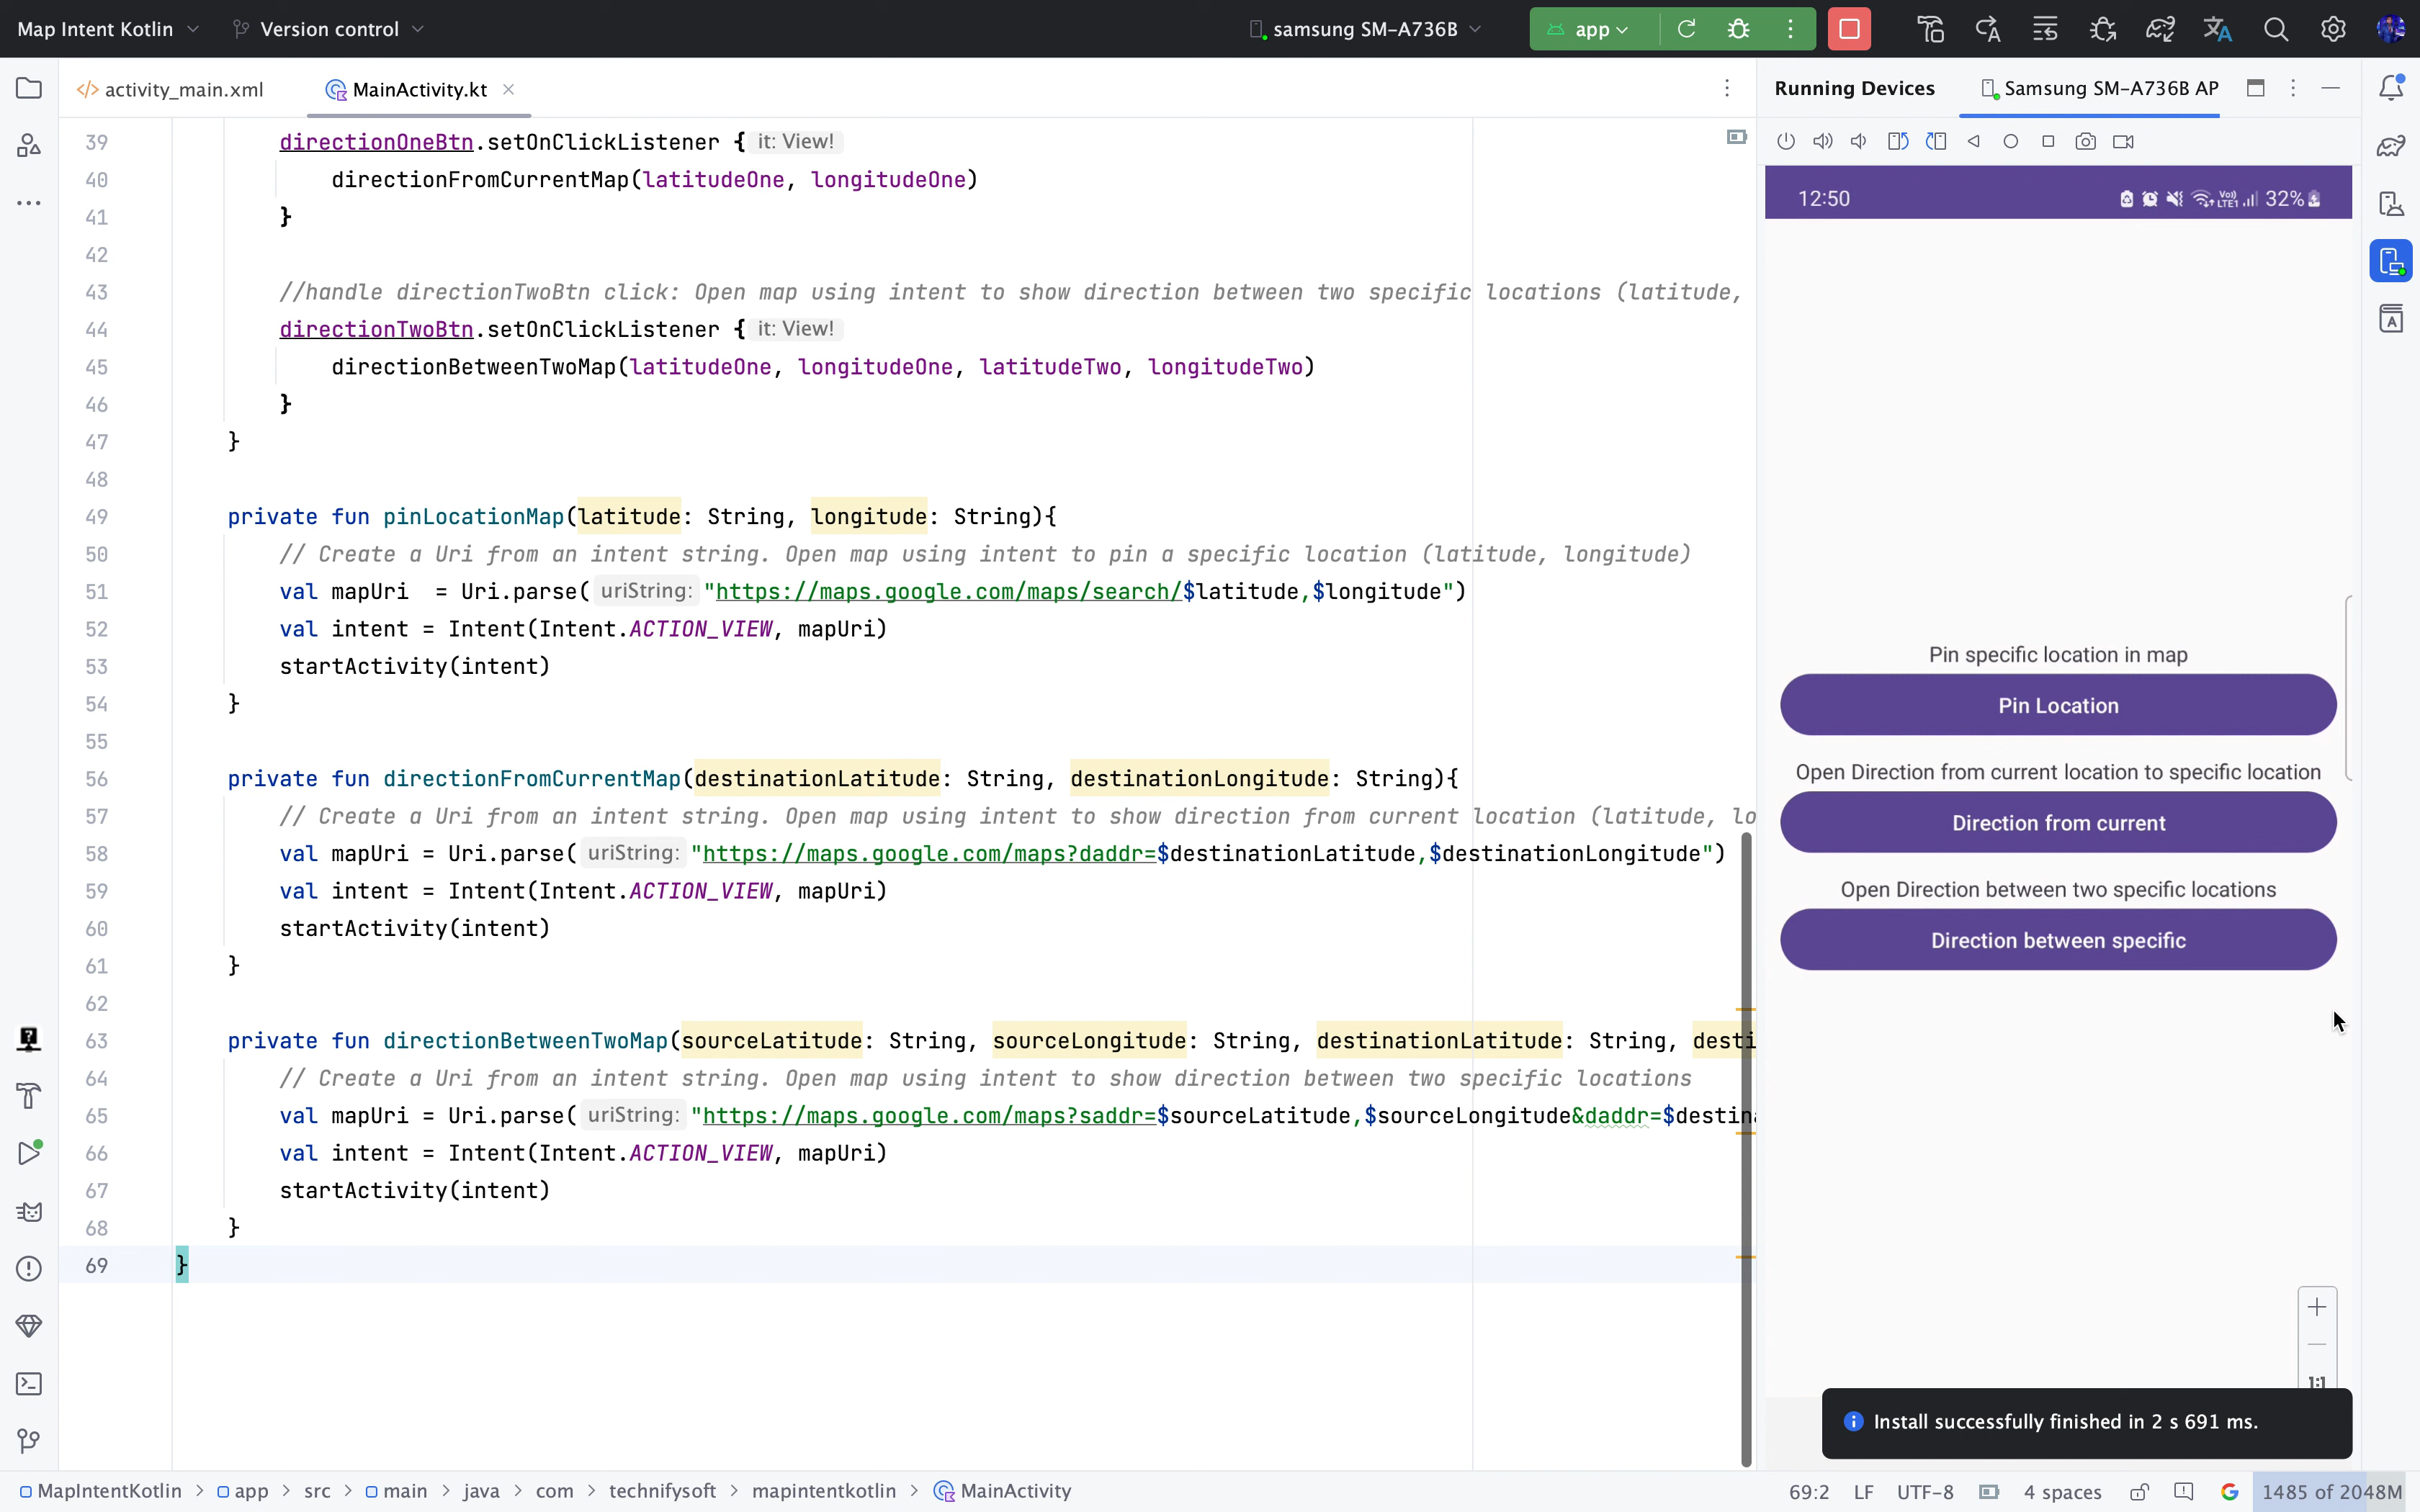 Map Intent Kotlin Version control samsung SM-A736B app
activity_main.xml MainActivity.kt
Running Devices Samsung SM-A736B AP
39 directionOneBtn.setOnClickListener { it: View!
40 directionFromCurrentMap(latitudeOne, longitudeOne)
41 }
42
43 //handle directionTwoBtn click: Open map using intent to show direction between two specific locations (latitude,
44 directionTwoBtn.setOnClickListener { it: View!
45 directionBetweenTwoMap(latitudeOne, longitudeOne, latitudeTwo, longitudeTwo)
46 }
47 }
48
49 private fun pinLocationMap(latitude: String, longitude: String){
50 // Create a Uri from an intent string. Open map using intent to pin a specific location (latitude, longitude)
51 val mapUri  = Uri.parse( uriString: "https://maps.google.com/maps/search/$latitude,$longitude")
52 val intent = Intent(Intent.ACTION_VIEW, mapUri)
53 startActivity(intent)
54 }
55
56 private fun directionFromCurrentMap(destinationLatitude: String, destinationLongitude: String){
57 // Create a Uri from an intent string. Open map using intent to show direction from current location (latitude, lo
58 val mapUri = Uri.parse( uriString: "https://maps.google.com/maps?daddr=$destinationLatitude,$destinationLongitude")
59 val intent = Intent(Intent.ACTION_VIEW, mapUri)
60 startActivity(intent)
61 }
62
63 private fun directionBetweenTwoMap(sourceLatitude: String, sourceLongitude: String, destinationLatitude: String, desti
64 // Create a Uri from an intent string. Open map using intent to show direction between two specific locations
65 val mapUri = Uri.parse( uriString: "https://maps.google.com/maps?saddr=$sourceLatitude,$sourceLongitude&daddr=$destin
66 val intent = Intent(Intent.ACTION_VIEW, mapUri)
67 startActivity(intent)
68 }
69 }
12:50 32%
Pin specific location in map
Pin Location
Open Direction from current location to specific location
Direction from current
Open Direction between two specific locations
Direction between specific
1:1
Install successfully finished in 2 s 691 ms.
MapIntentKotlin > app > src > main > java > com > technifysoft > mapintentkotlin > MainActivity
69:2 LF UTF-8 4 spaces 1485 of 2048M